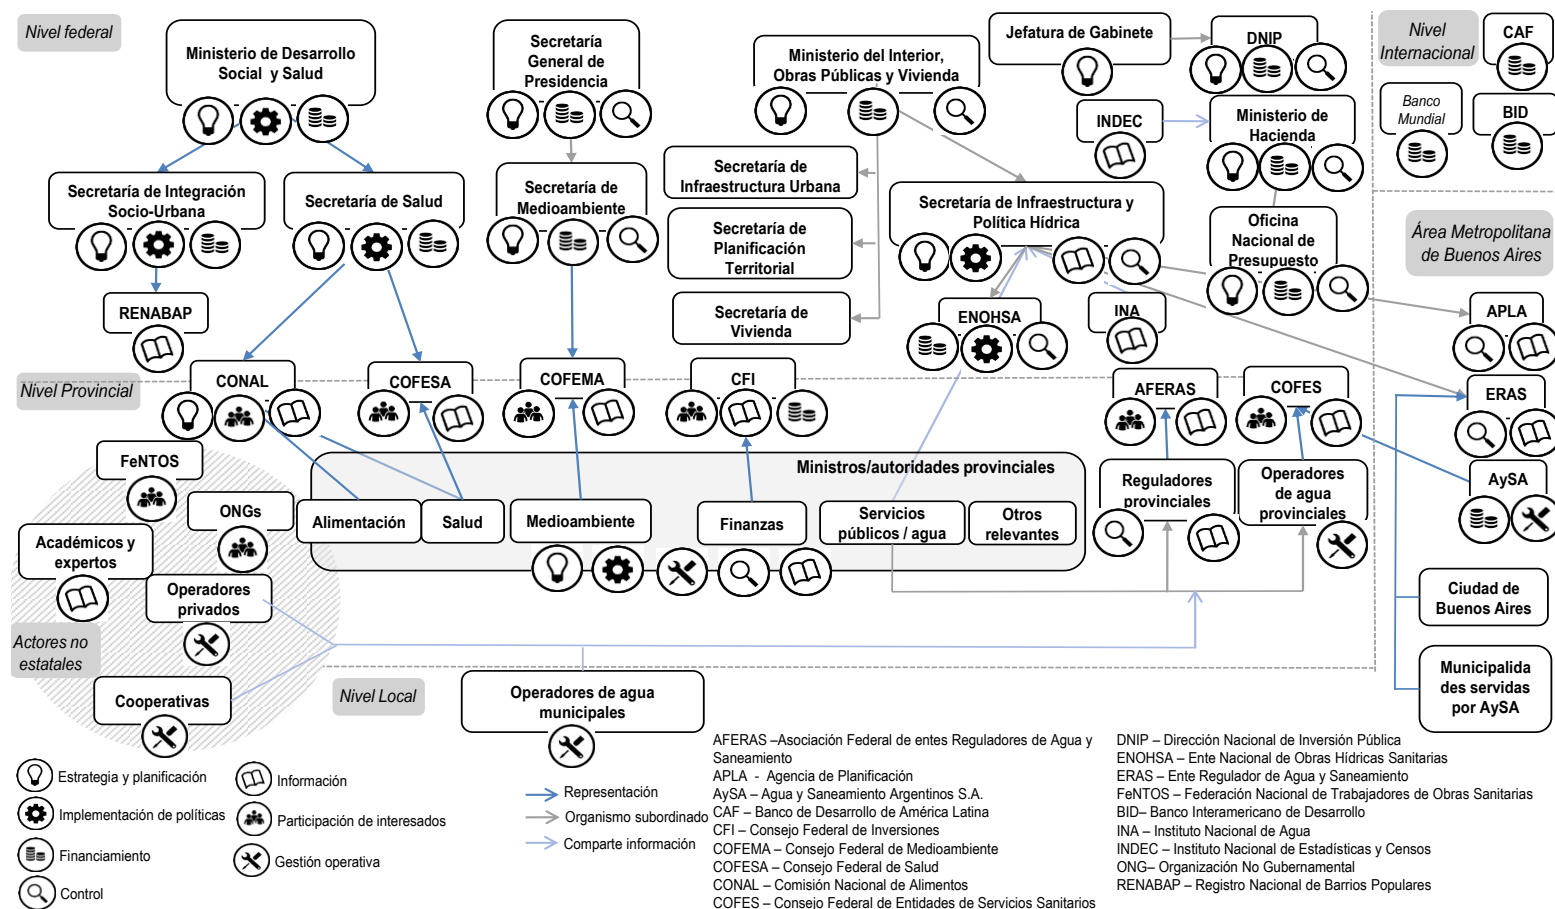 Nivel federal
Ministerio de Desarrollo
Social y Salud
Secretaría
General de
Presidencia
Ministerio del Interior,
Obras Públicas y Vivienda
Jefatura de Gabinete
DNIP
Nivel
Internacional
CAF
Banco
Mundial
BID
INDEC
Ministerio de
Hacienda
Secretaría de Integración
Socio-Urbana
Secretaría de Salud
Secretaría de
Medioambiente
Secretaría de
Infraestructura Urbana
Secretaría de
Planificación
Territorial
Secretaría de
Vivienda
Secretaría de Infraestructura y
Política Hídrica
Oficina
Nacional de
Presupuesto
Área Metropolitana
de Buenos Aires
RENABAP
ENOHSA
INA
APLA
Nivel Provincial
CONAL
COFESA
COFEMA
CFI
AFERAS
COFES
ERAS
FeNTOS
ONGs
Académicos y
expertos
Operadores
privados
Actores no
estatales
Cooperativas
Ministros/autoridades provinciales
Alimentación
Salud
Medioambiente
Finanzas
Servicios
públicos / agua
Otros
relevantes
Reguladores
provinciales
Operadores
de agua
provinciales
AySA
Ciudad de
Buenos Aires
Municipalida
des servidas
por AySA
Nivel Local
Operadores de agua
municipales
Estrategia y planificación
Implementación de políticas
Financiamiento
Control
Información
Participación de interesados
Gestión operativa
Representación
Organismo subordinado
Comparte información
AFERAS –Asociación Federal de entes Reguladores de Agua y
Saneamiento
APLA - Agencia de Planificación
AySA – Agua y Saneamiento Argentinos S.A.
CAF – Banco de Desarrollo de América Latina
CFI – Consejo Federal de Inversiones
COFEMA – Consejo Federal de Medioambiente
COFESA – Consejo Federal de Salud
CONAL – Comisión Nacional de Alimentos
COFES – Consejo Federal de Entidades de Servicios Sanitarios
DNIP – Dirección Nacional de Inversión Pública
ENOHSA – Ente Nacional de Obras Hídricas Sanitarias
ERAS – Ente Regulador de Agua y Saneamiento
FeNTOS – Federación Nacional de Trabajadores de Obras Sanitarias
BID– Banco Interamericano de Desarrollo
INA – Instituto Nacional de Agua
INDEC – Instituto Nacional de Estadísticas y Censos
ONG– Organización No Gubernamental
RENABAP – Registro Nacional de Barrios Populares